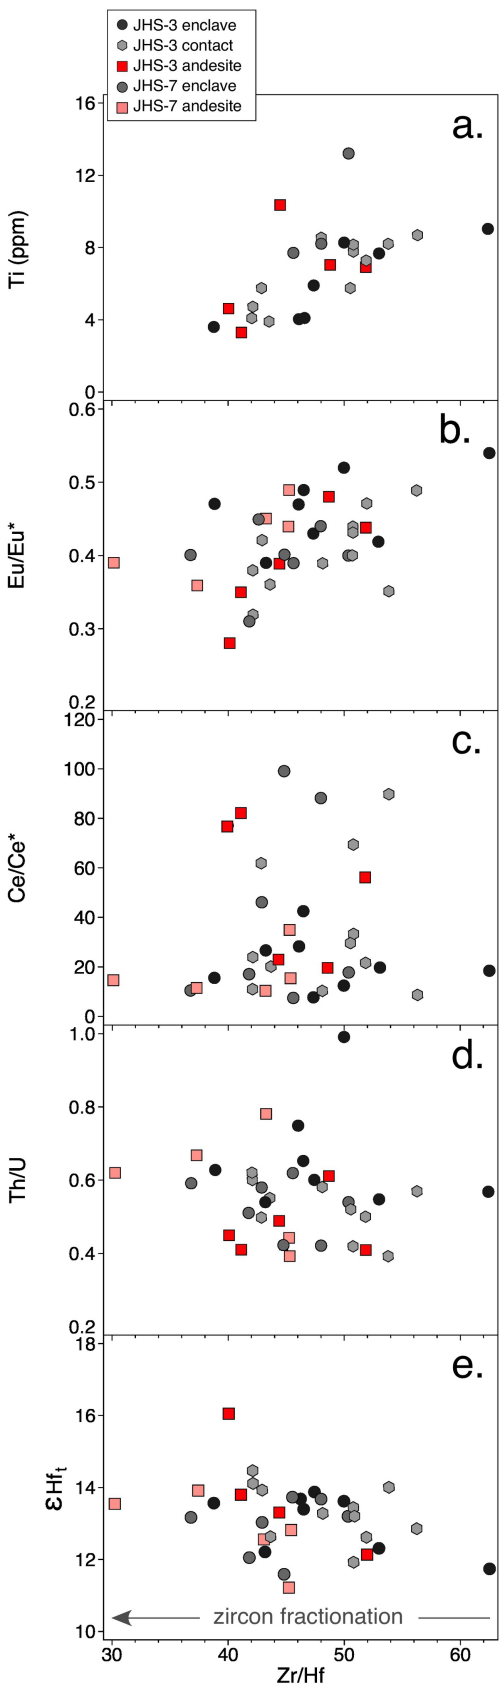 JHS-3 enclave
JHS-3 contact
JHS-3 andesite
JHS-7 enclave
JHS-7 andesite
a.
16
12
8
4
0
Ti (ppm)
b.
0.6
0.5
0.4
0.3
0.2
Eu/Eu*
c.
120
100
80
60
40
20
0
Ce/Ce*
d.
1.0
0.8
0.6
0.4
0.2
Th/U
e.
18
16
14
12
10
εHft
zircon fractionation
30 40 50 60
Zr/Hf